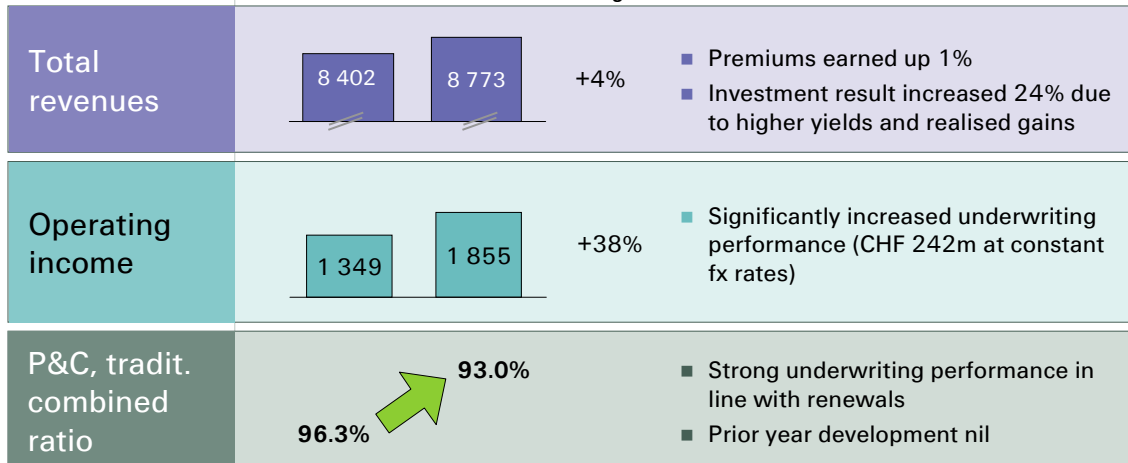 Total
revenues
8 402
8 773
+4%
■ Premiums earned up 1%
■ Investment result increased 24% due
to higher yields and realised gains
Operating
income
1 349
1 855
+38%
■ Significantly increased underwriting
performance (CHF 242m at constant
fx rates)
P&C, tradit.
combined
ratio
96.3%
93.0%
■ Strong underwriting performance in
line with renewals
■ Prior year development nil